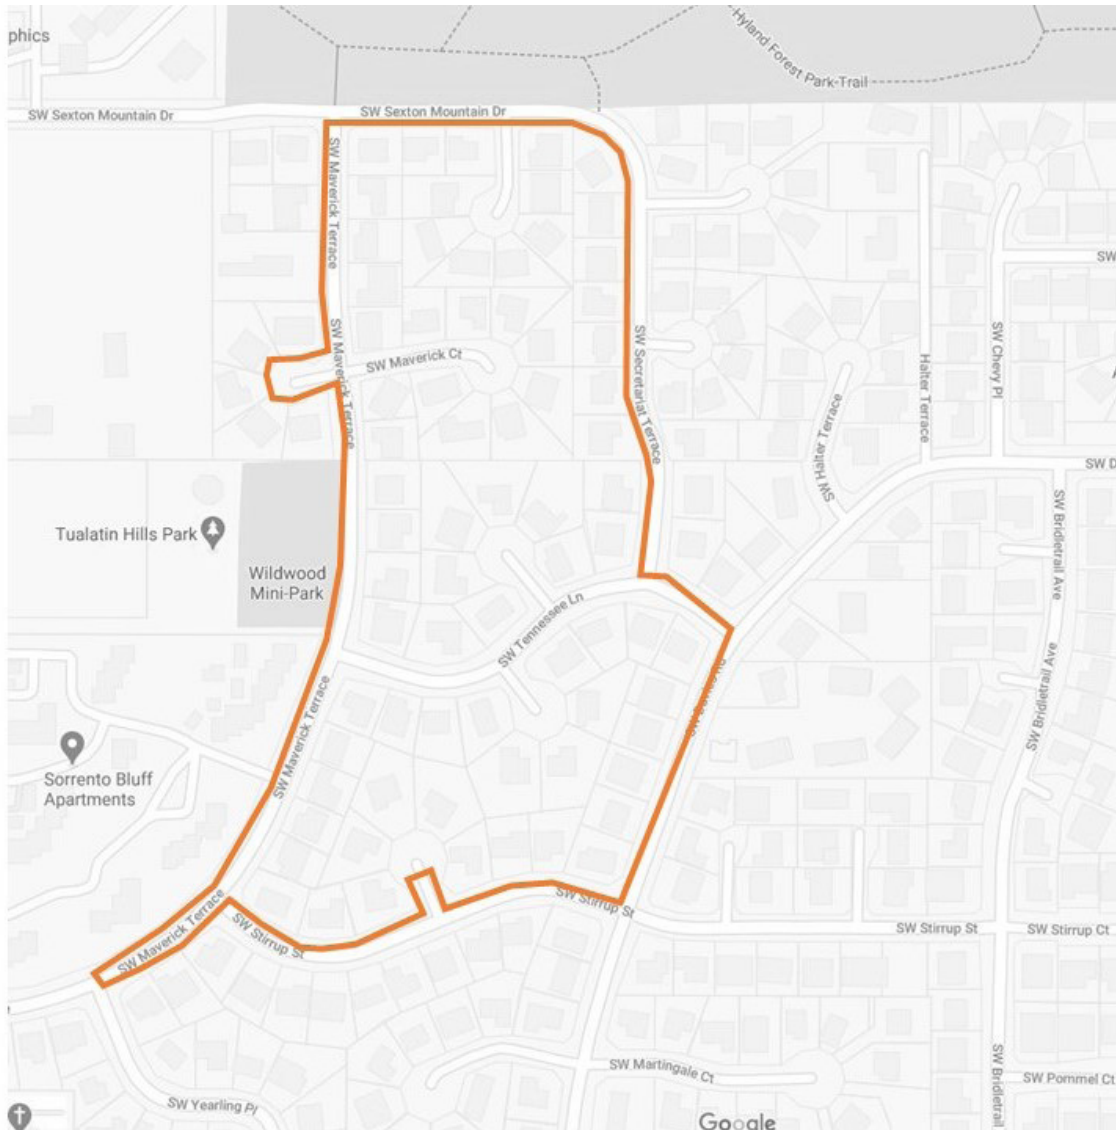 phics
Hyland Forest Park-Trail
SW Sexton Mountain Dr
SW Sexton Mountain Dr
SW Maverick Terrace
SW
SW Maverick Terrace
SW Maverick Ct
SW Secretariat Terrace
SW Chevy Pl
Halter Terrace
SW Halter Terrace
SW D
SW Bridletrail Ave
Tualatin Hills Park
Wildwood
Mini-Park
SW Tennessee Ln
SW Bridletrail Ave
SW Maverick Terrace
Sorrento Bluff
Apartments
SW Stirrup St
SW Maverick Terrace
SW Stirrup St
SW Stirrup St
SW Stirrup Ct
SW Martingale Ct
SW Bridletrail
SW Pommel Ct
SW Yearling Pl
Google